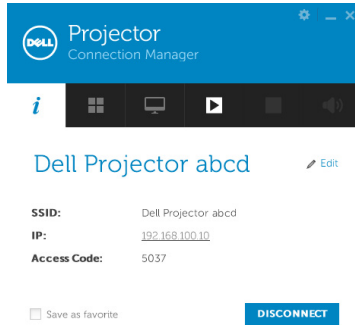 DELL
Projector
Connection Manager
i
Dell Projector abcd
Edit
SSID: Dell Projector abcd
IP: 192.168.100.10
Access Code: 5037
Save as favorite
DISCONNECT